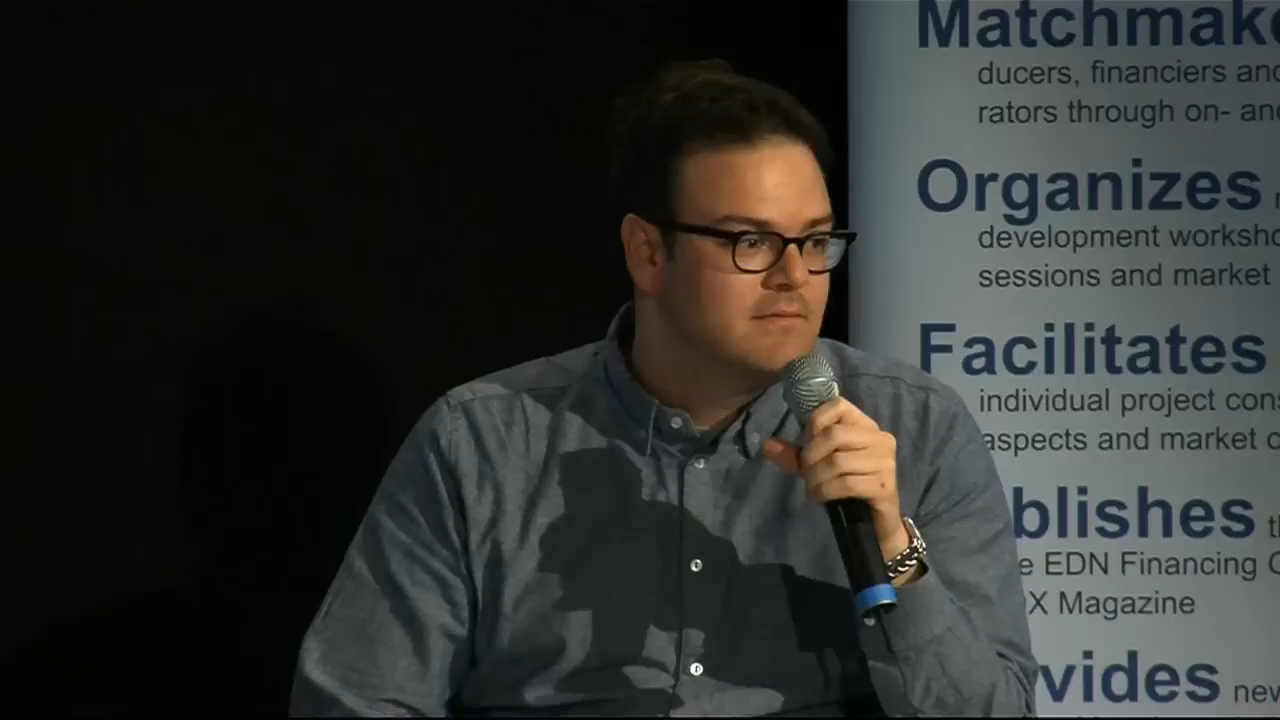 Matchmake
ducers, financiers and
rators through on- and
Organizes
development worksho
sessions and market
Facilitates
individual project cons
aspects and market
blishes
e EDN Financing
X Magazine
vides new